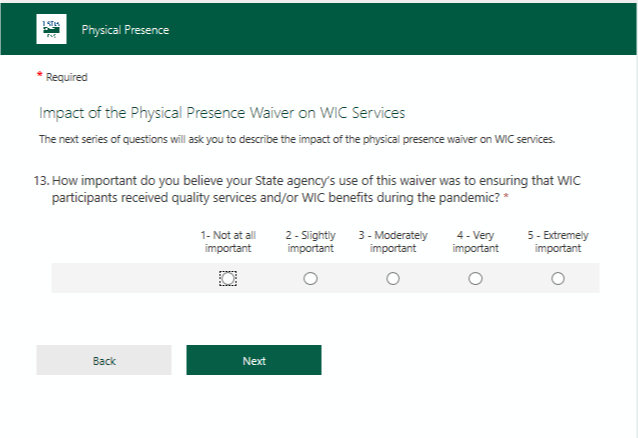 Physical Presence
* Required
Impact of the Physical Presence Waiver on WIC Services
The next series of questions will ask you to describe the impact of the physical presence waiver on WIC services.
13. How important do you believe your State agency's use of this waiver was to ensuring that WIC
participants received quality services and/or WIC benefits during the pandemic? *
1- Not at all important
2 - Slightly important
3 - Moderately important
4 - Very important
5 - Extremely important
Back
Next